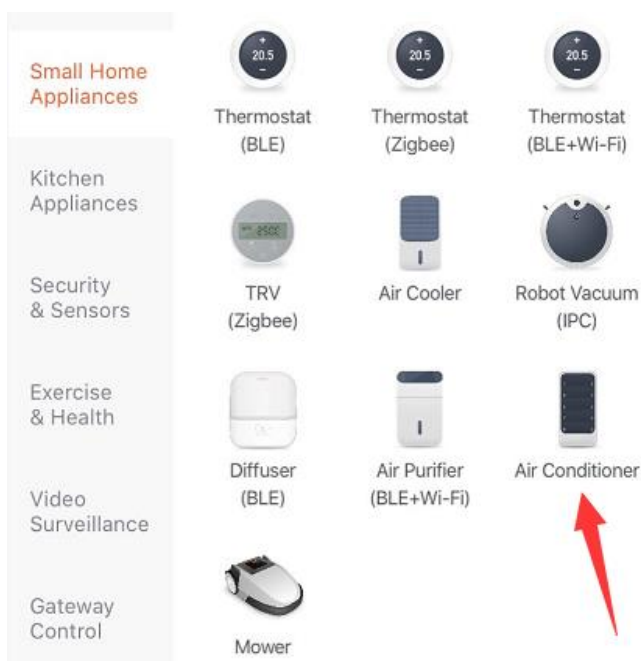 Small Home
Appliances
Kitchen
Appliances
Security
& Sensors
Exercise
& Health
Video
Surveillance
Gateway
Control
20.5
20.5
20.5
Thermostat
(BLE)
Thermostat
(Zigbee)
Thermostat
(BLE+Wi-Fi)
TRV
(Zigbee)
Air Cooler
Robot Vacuum
(IPC)
Diffuser
(BLE)
Air Purifier
(BLE+Wi-Fi)
Air Conditioner
Mower